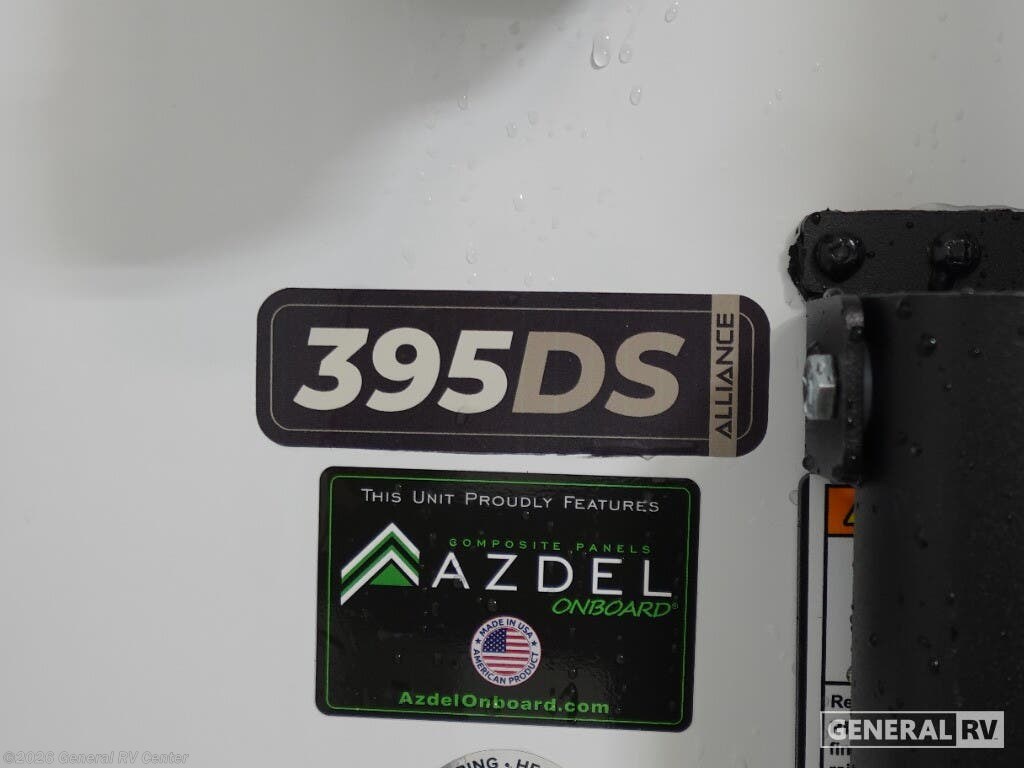 395DS
ALLIANCE
THIS UNIT PROUDLY FEATURES
COMPOSITE PANELS
AZDEL
ONBOARD®
MADE IN USA
AMERICAN PRODUCT
AzdelOnboard.com
GENERAL RV
©2026 General RV Center